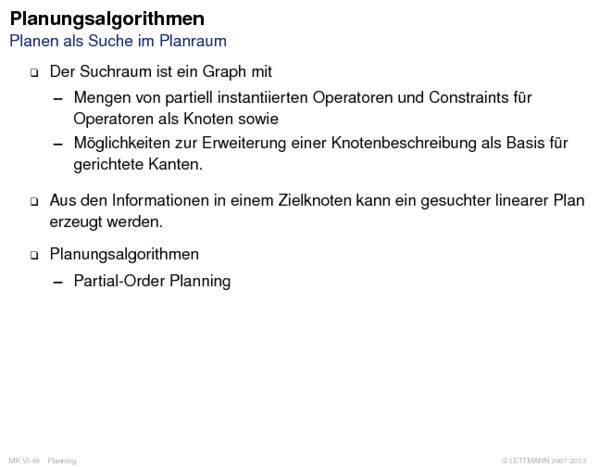 Planungsalgorithmen
Planen als Suche im Planraum
❏ Der Suchraum ist ein Graph mit
– Mengen von partiell instantiierten Operatoren und Constraints für
Operatoren als Knoten sowie
– Möglichkeiten zur Erweiterung einer Knotenbeschreibung als Basis für
gerichtete Kanten.
❏ Aus den Informationen in einem Zielknoten kann ein gesuchter linearer Plan
erzeugt werden.
❏ Planungsalgorithmen
– Partial-Order Planning
MK:VI-46 Planning © LETTMANN 2007-2013